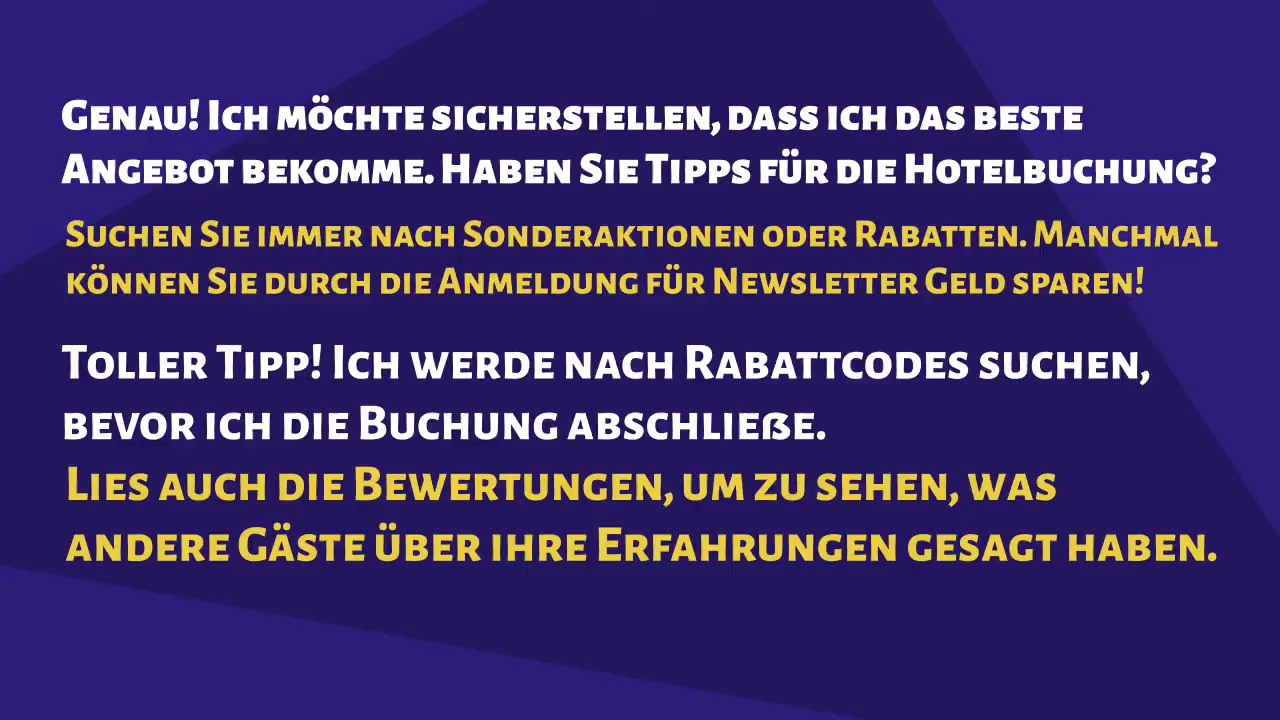 Genau! Ich möchte sicherstellen, dass ich das beste
Angebot bekomme. Haben Sie Tipps für die Hotelbuchung?
Suchen Sie immer nach Sonderaktionen oder Rabatten. Manchmal
können Sie durch die Anmeldung für Newsletter Geld sparen!
Toller Tipp! Ich werde nach Rabattcodes suchen,
bevor ich die Buchung abschließe.
Lies auch die Bewertungen, um zu sehen, was
andere Gäste über ihre Erfahrungen gesagt haben.